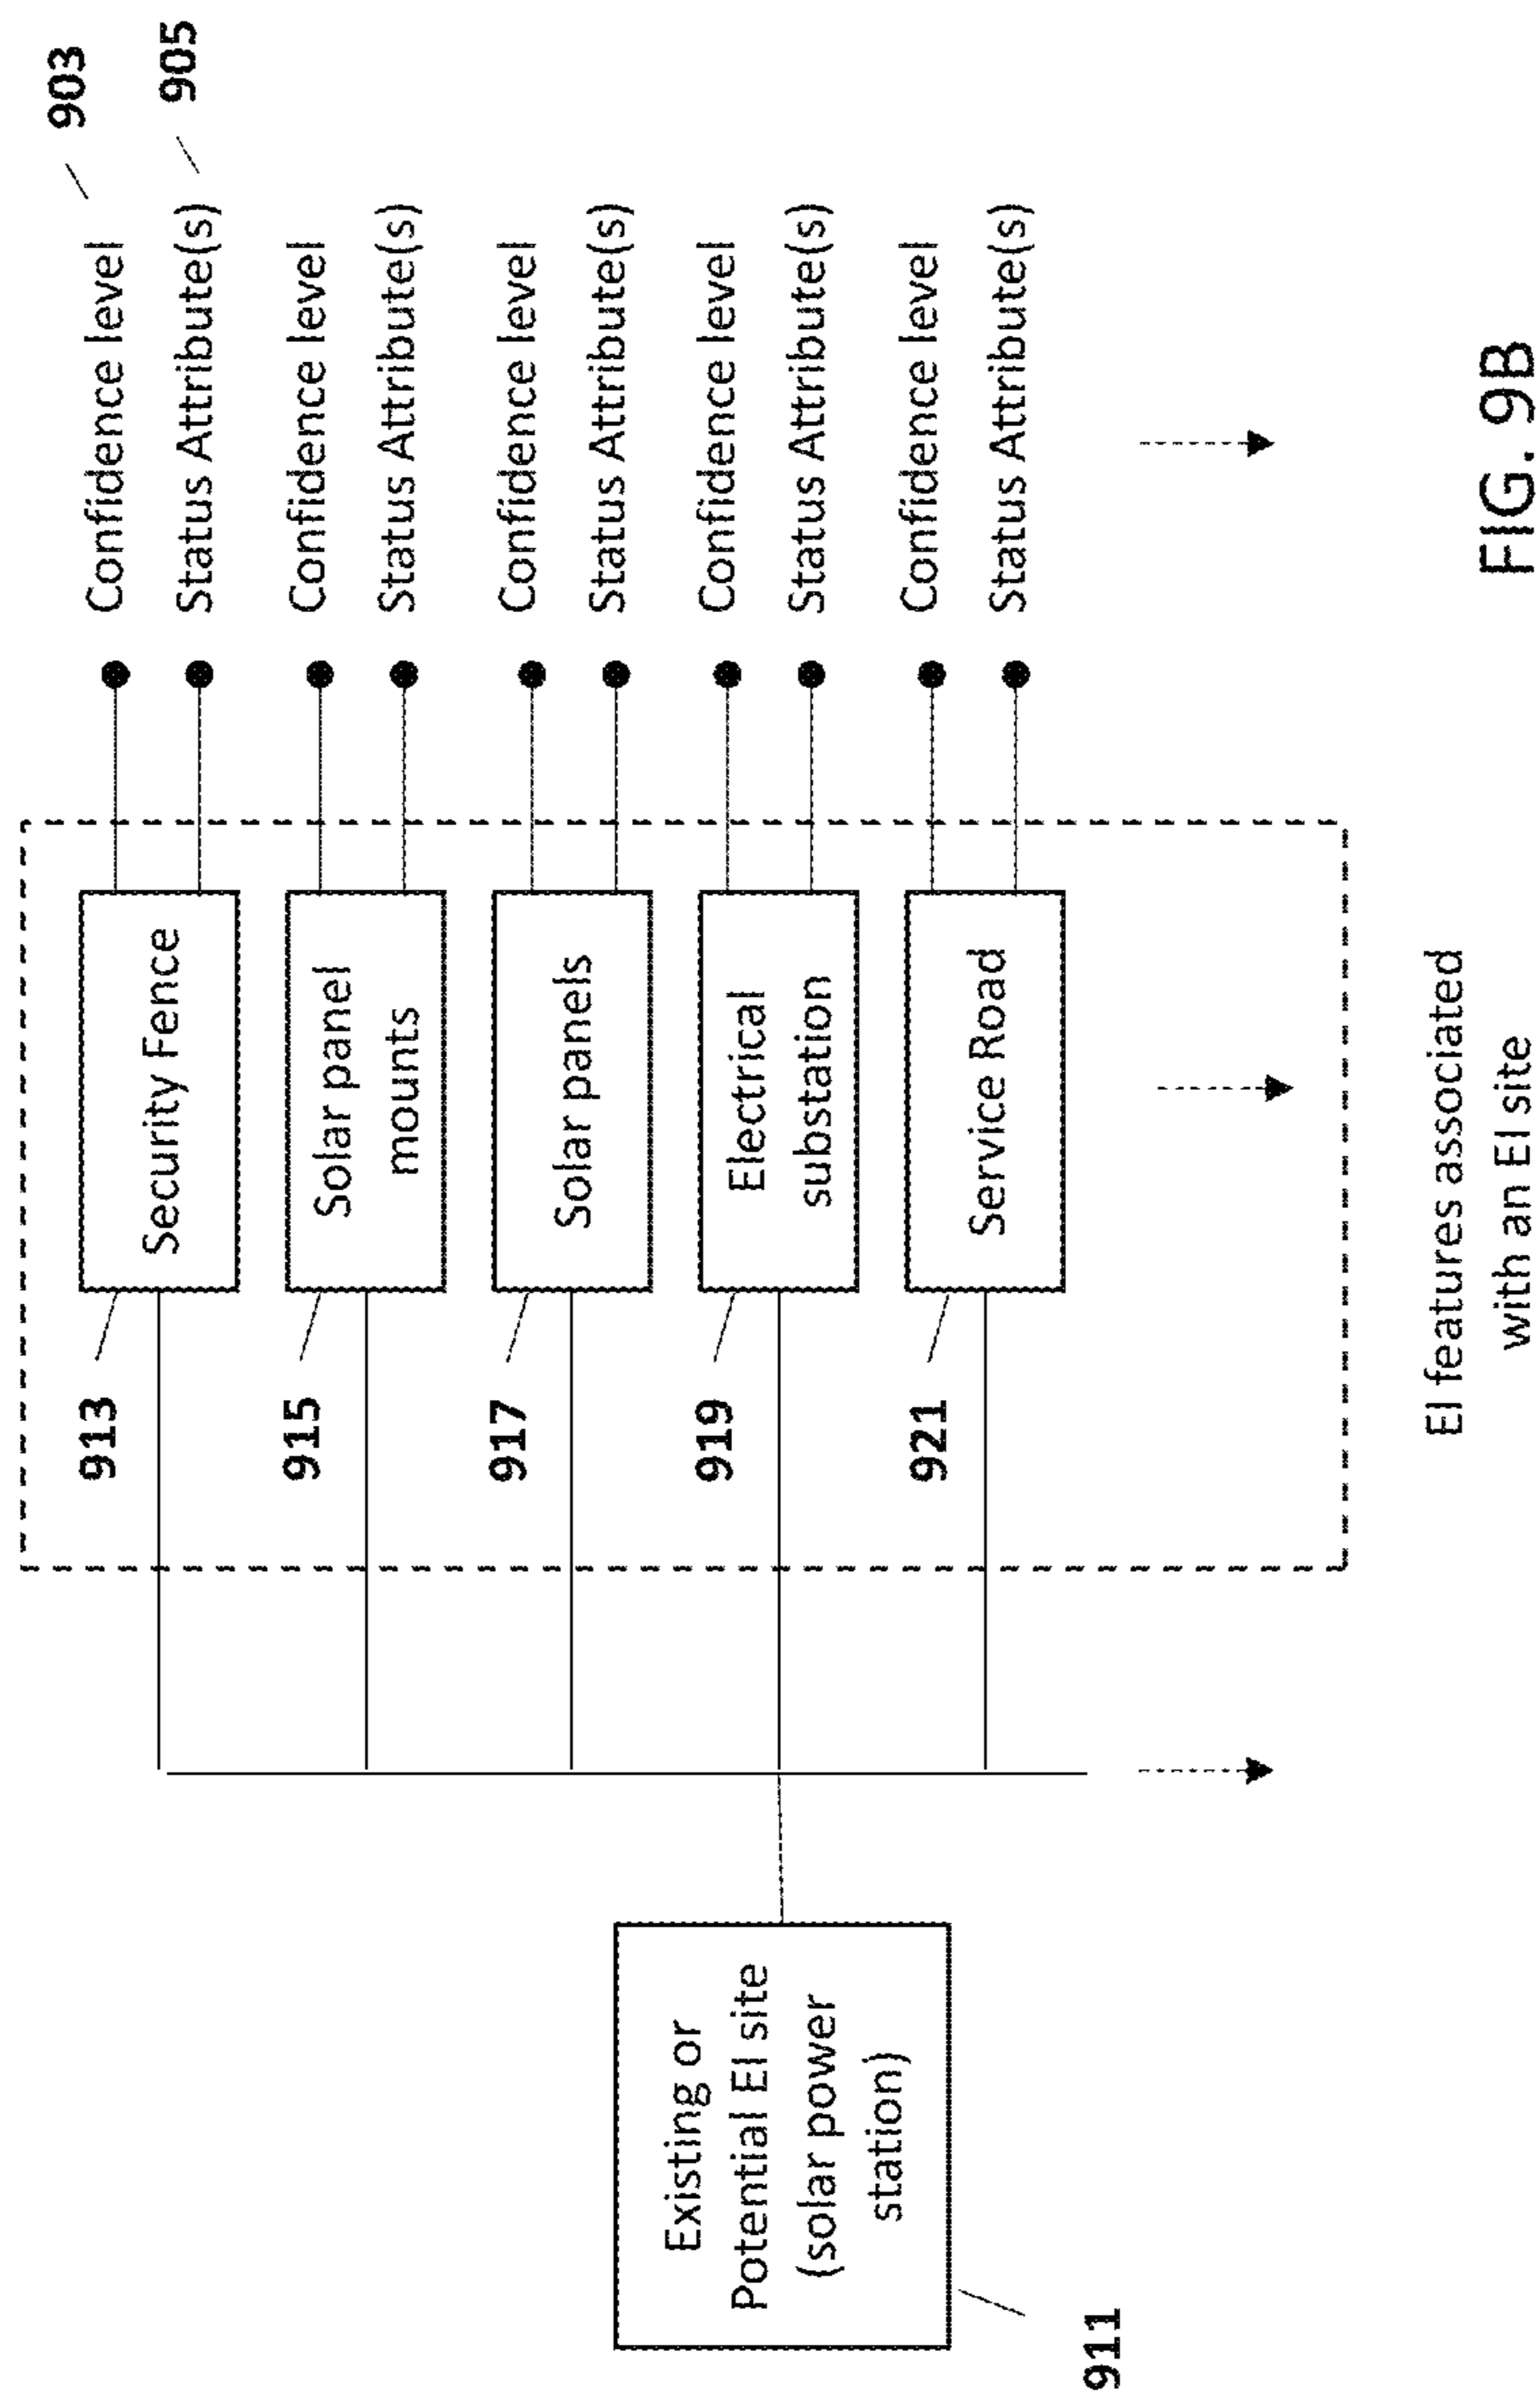 903
Confidence level
Status Attribute(s)
905
913
Security Fence
Confidence level
Status Attribute(s)
915
Solar panel
mounts
Confidence level
Status Attribute(s)
917
Solar panels
Existing or
Potential EI site
(solar power
station)
911
Confidence level
Status Attribute(s)
919
Electrical
substation
Confidence level
Status Attribute(s)
921
Service Road
EI features associated
with an EI site
FIG. 9B